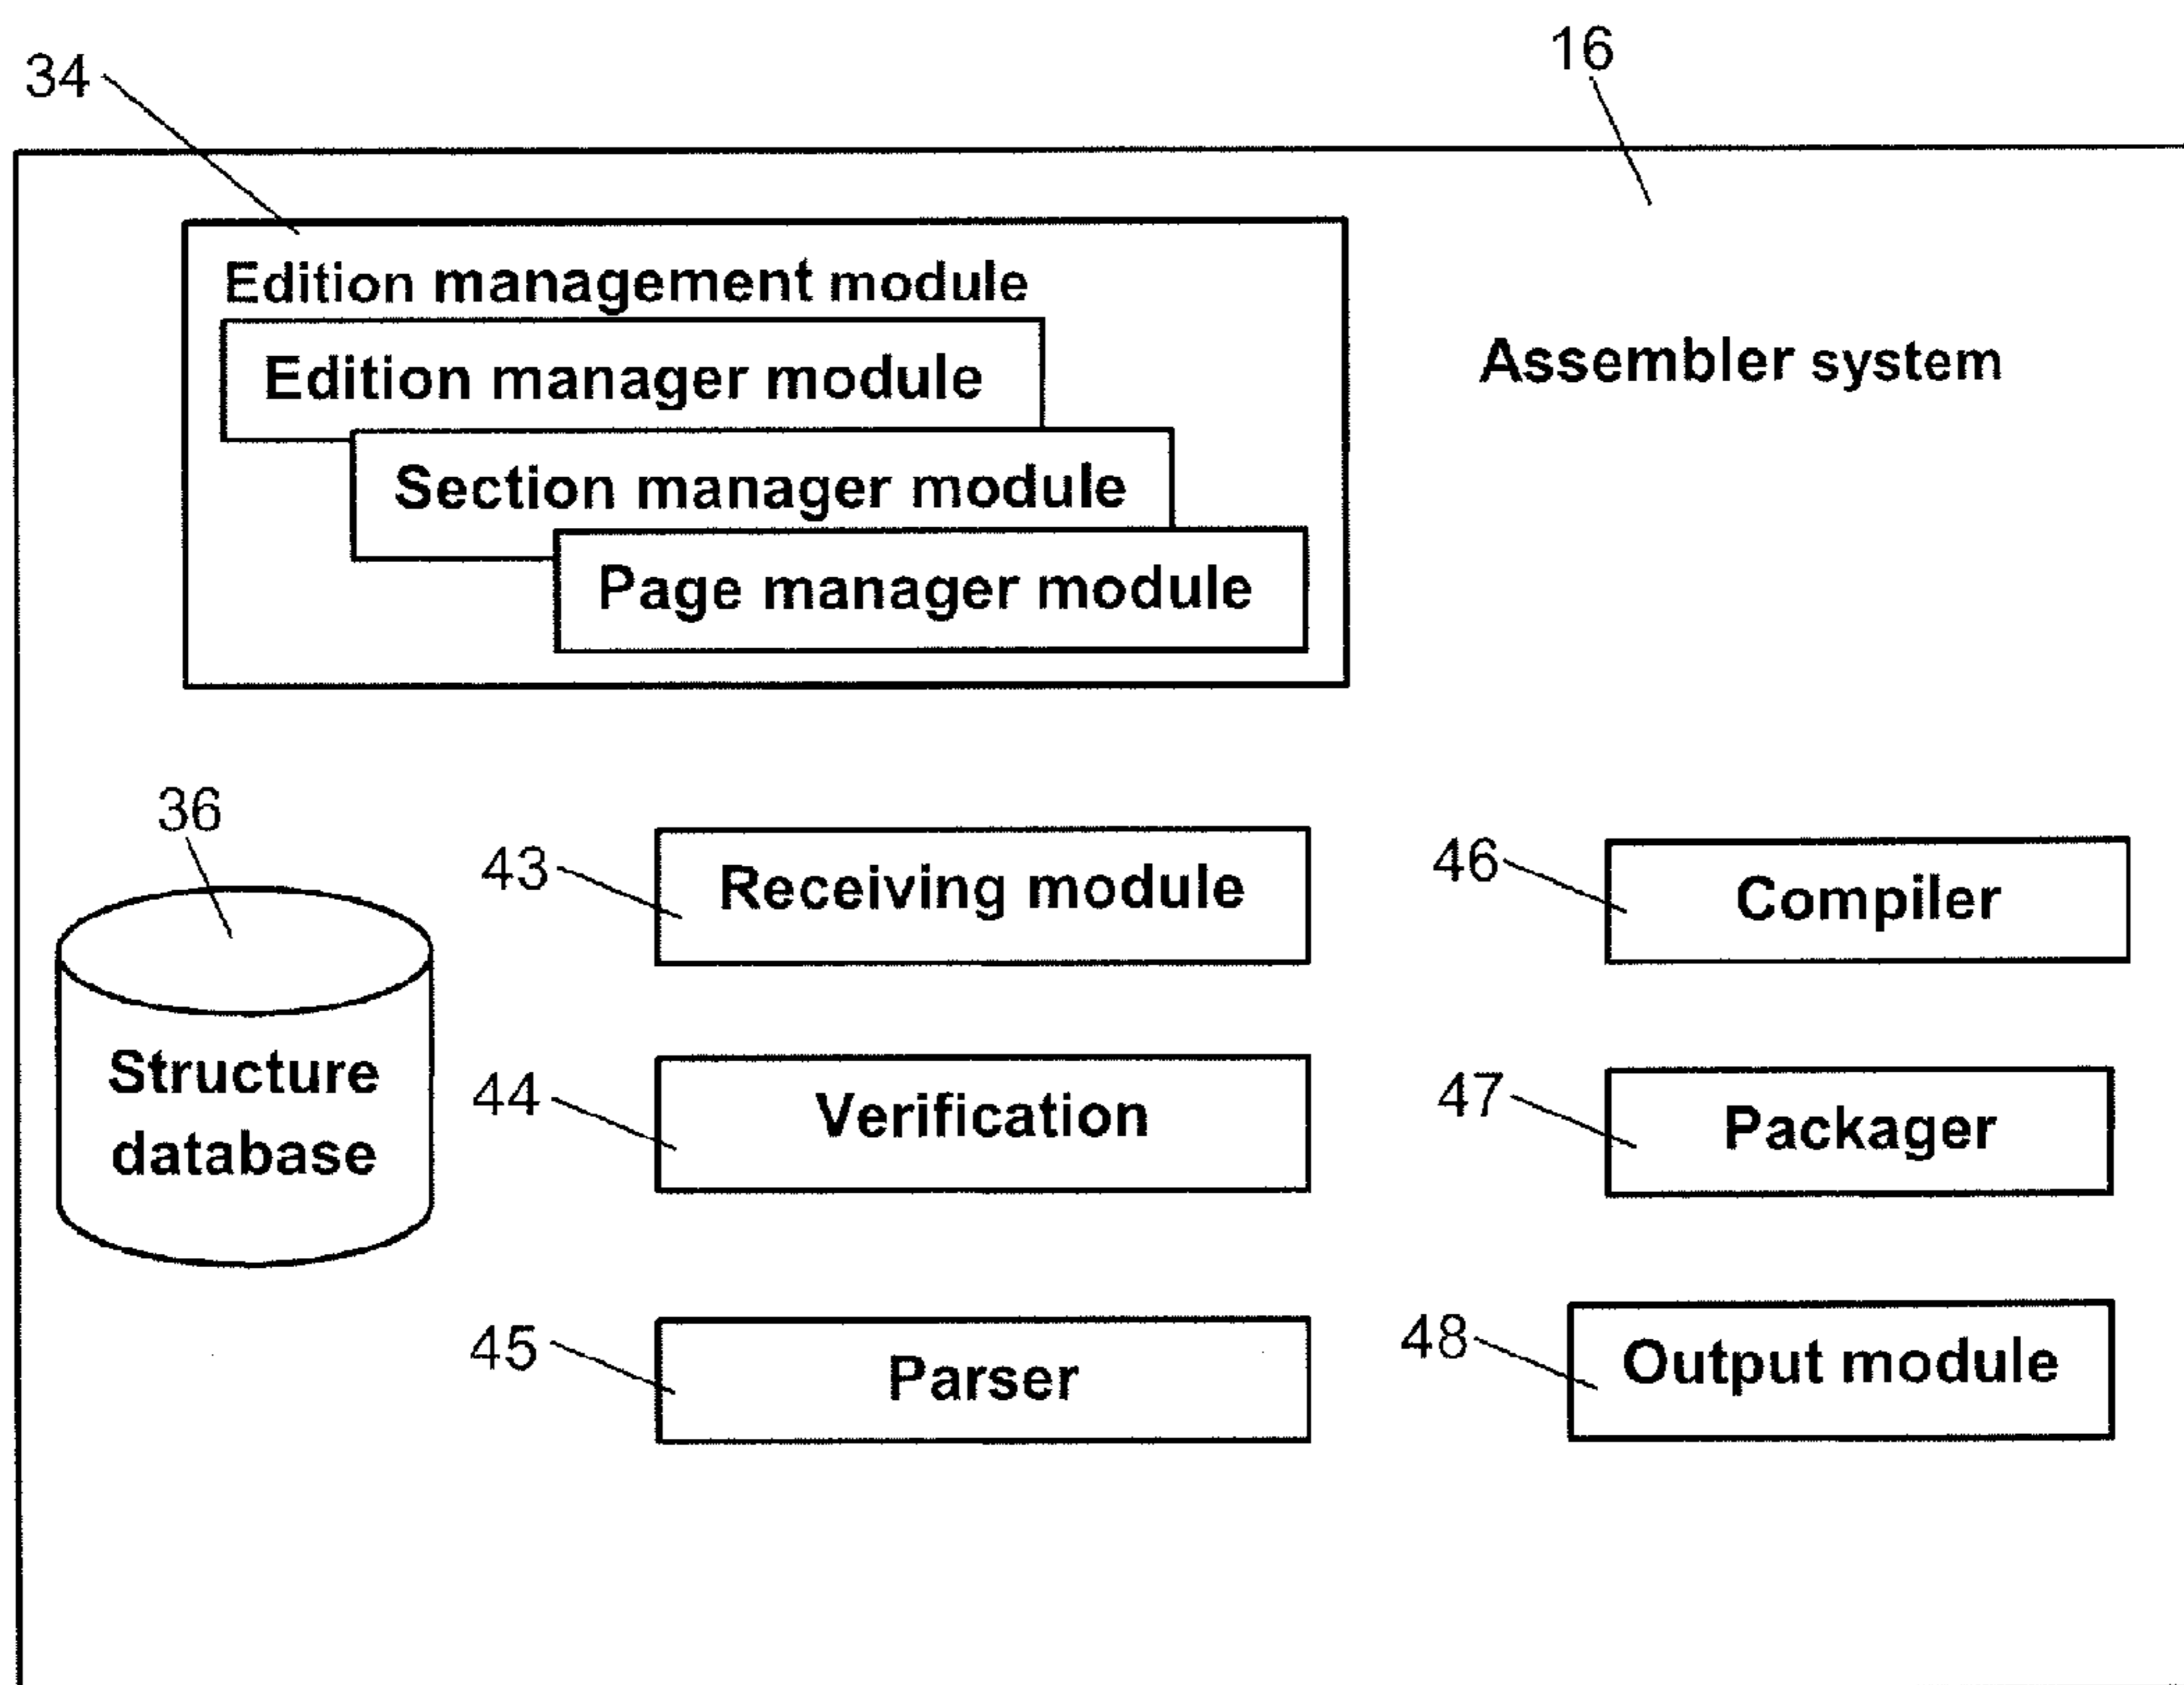 34
16
Edition management module
Edition manager module
Assembler system
Section manager module
Page manager module
36
43
Receiving module
46
Compiler
Structure
database
44
Verification
47
Packager
45
Parser
48
Output module